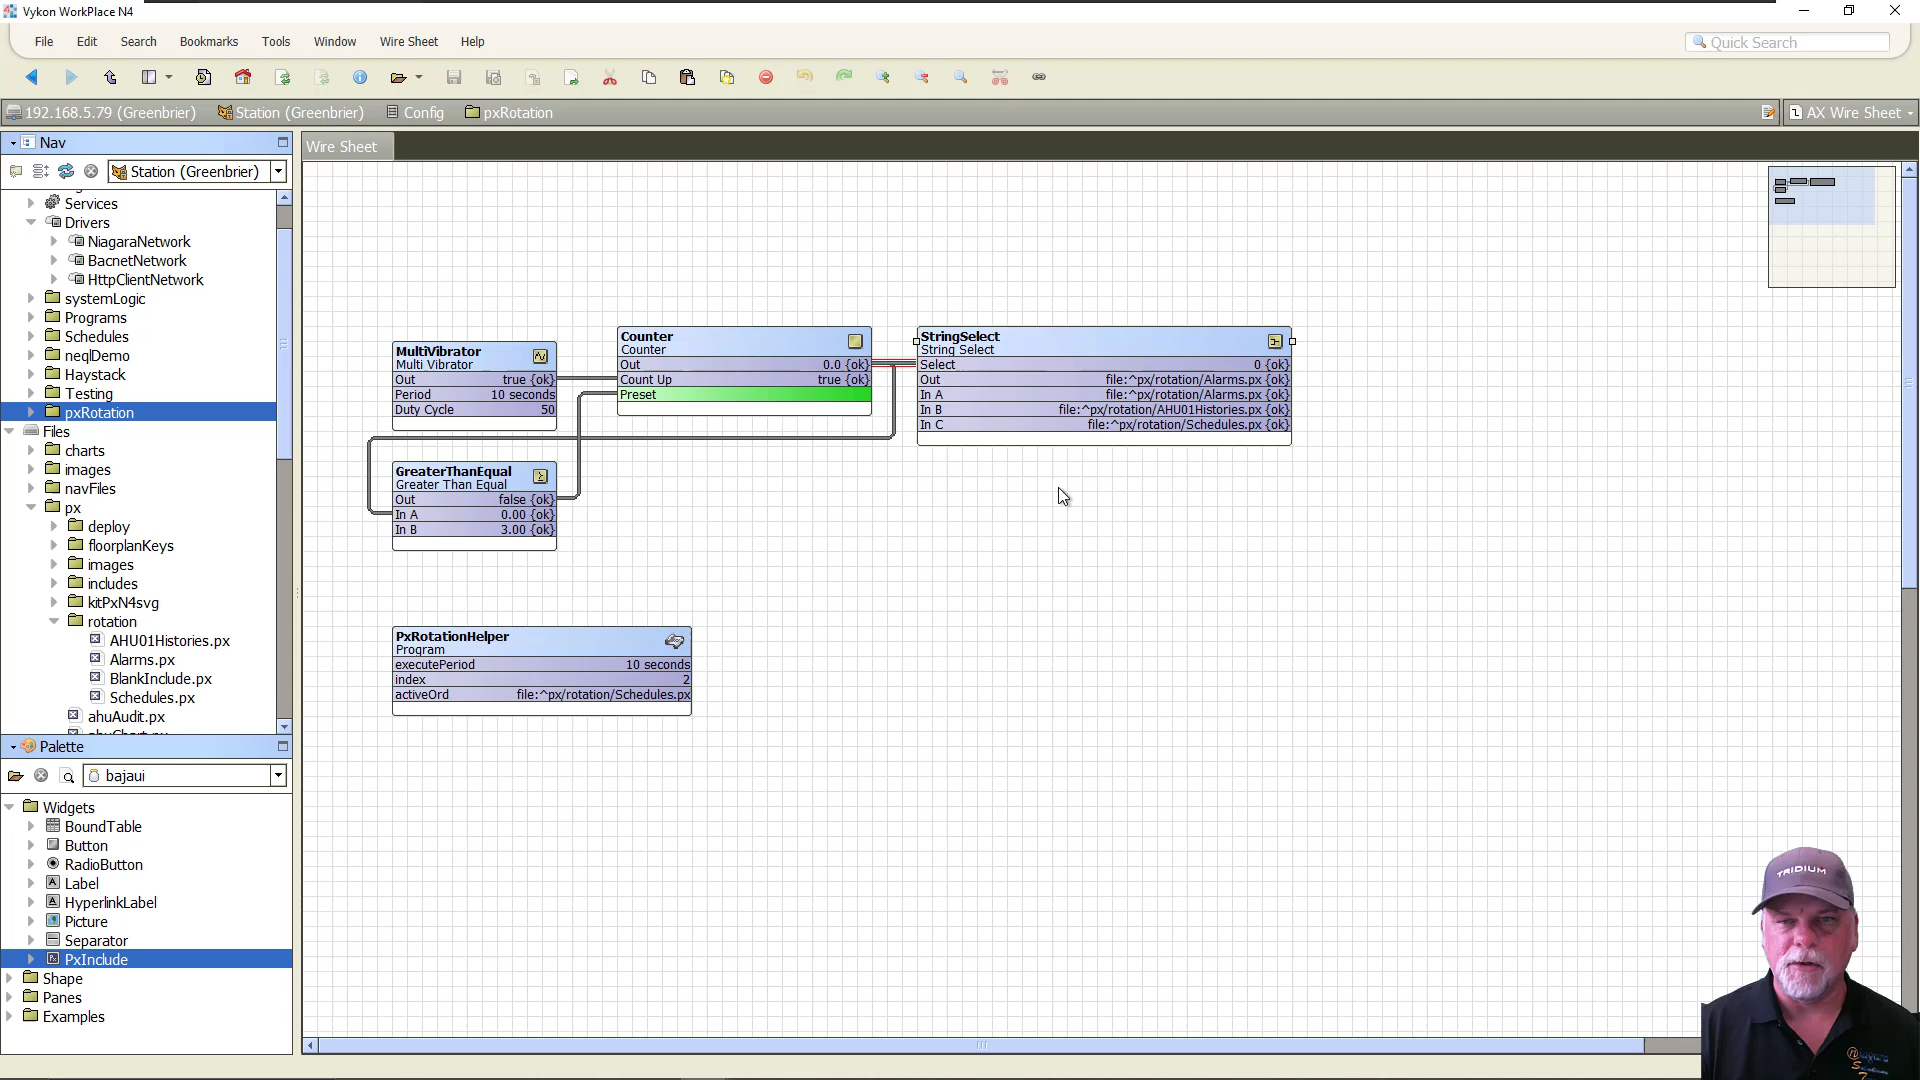 Vykon WorkPlace N4
File Edit Search Bookmarks Tools Window Wire Sheet Help
Quick Search
192.168.5.79 (Greenbrier) Station (Greenbrier) Config pxRotation AX Wire Sheet
Nav
Station (Greenbrier)
Services
Drivers
NiagaraNetwork
BacnetNetwork
HttpClientNetwork
systemLogic
Programs
Schedules
neqlDemo
Haystack
Testing
pxRotation
Files
charts
images
navFiles
px
deploy
floorplanKeys
images
includes
kitPxN4svg
rotation
AHU01Histories.px
Alarms.px
BlankInclude.px
Schedules.px
ahuAudit.px
Palette
bajaui
Widgets
BoundTable
Button
RadioButton
Label
HyperlinkLabel
Picture
Separator
PxInclude
Shape
Panes
Examples
Wire Sheet
MultiVibrator
Multi Vibrator
Out true {ok}
Period 10 seconds
Duty Cycle 50
Counter
Counter
Out 0.0 {ok}
Count Up true {ok}
Preset
StringSelect
String Select
Select 0 {ok}
Out file:^px/rotation/Alarms.px {ok}
In A file:^px/rotation/Alarms.px {ok}
In B file:^px/rotation/AHU01Histories.px {ok}
In C file:^px/rotation/Schedules.px {ok}
GreaterThanEqual
Greater Than Equal
Out false {ok}
In A 0.00 {ok}
In B 3.00 {ok}
PxRotationHelper
Program
executePeriod 10 seconds
index 2
activeOrd file:^px/rotation/Schedules.px
TRIDIUM